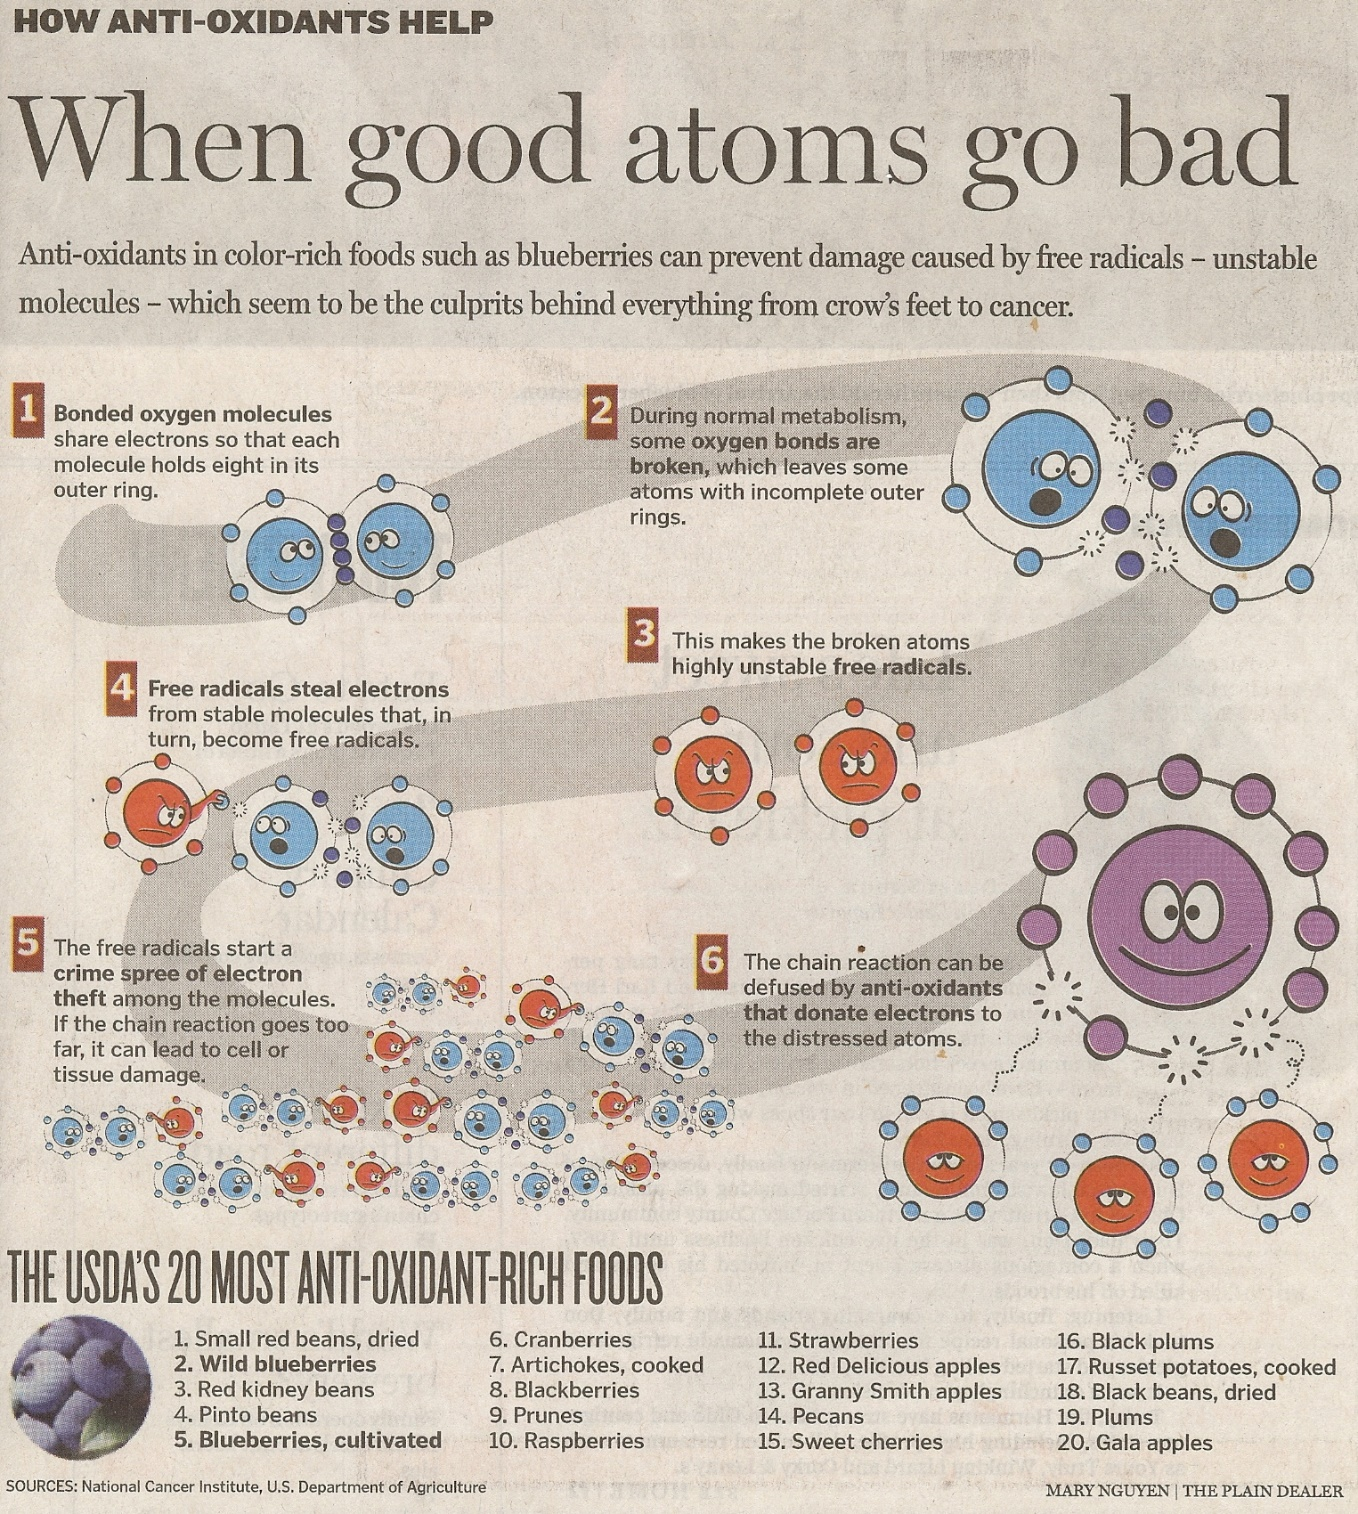 HOW ANTI-OXIDANTS HELP
When good atoms go bad
Anti-oxidants in color-rich foods such as blueberries can prevent damage caused by free radicals – unstable
molecules – which seem to be the culprits behind everything from crow's feet to cancer.
1
Bonded oxygen molecules
share electrons so that each
molecule holds eight in its
outer ring.
2
During normal metabolism,
some oxygen bonds are
broken, which leaves some
atoms with incomplete outer
rings.
3
This makes the broken atoms
highly unstable free radicals.
4
Free radicals steal electrons
from stable molecules that, in
turn, become free radicals.
5
The free radicals start a
crime spree of electron
theft among the molecules.
If the chain reaction goes too
far, it can lead to cell or
tissue damage.
6
The chain reaction can be
defused by anti-oxidants
that donate electrons to
the distressed atoms.
THE USDA'S 20 MOST ANTI-OXIDANT-RICH FOODS
1. Small red beans, dried
2. Wild blueberries
3. Red kidney beans
4. Pinto beans
5. Blueberries, cultivated
6. Cranberries
7. Artichokes, cooked
8. Blackberries
9. Prunes
10. Raspberries
11. Strawberries
12. Red Delicious apples
13. Granny Smith apples
14. Pecans
15. Sweet cherries
16. Black plums
17. Russet potatoes, cooked
18. Black beans, dried
19. Plums
20. Gala apples
SOURCES: National Cancer Institute, U.S. Department of Agriculture
MARY NGUYEN | THE PLAIN DEALER